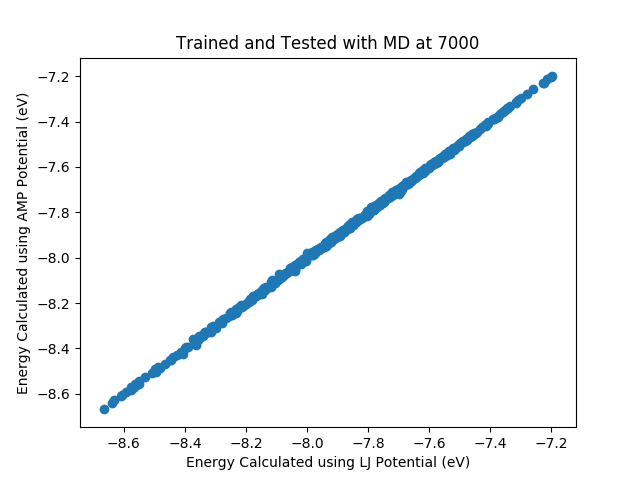 Trained and Tested with MD at 7000
Energy Calculated using AMP Potential (eV)
−7.2
−7.4
−7.6
−7.8
−8.0
−8.2
−8.4
−8.6
−8.6 −8.4 −8.2 −8.0 −7.8 −7.6 −7.4 −7.2
Energy Calculated using LJ Potential (eV)